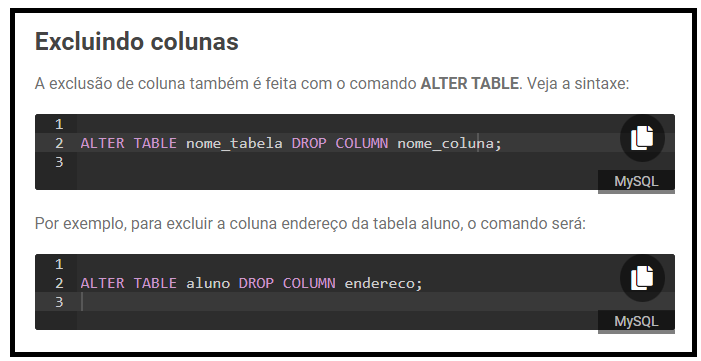 Excluindo colunas
A exclusão de coluna também é feita com o comando ALTER TABLE. Veja a sintaxe:
1
2 ALTER TABLE nome_tabela DROP COLUMN nome_coluna;
3
MySQL
Por exemplo, para excluir a coluna endereço da tabela aluno, o comando será:
1
2 ALTER TABLE aluno DROP COLUMN endereco;
3
MySQL